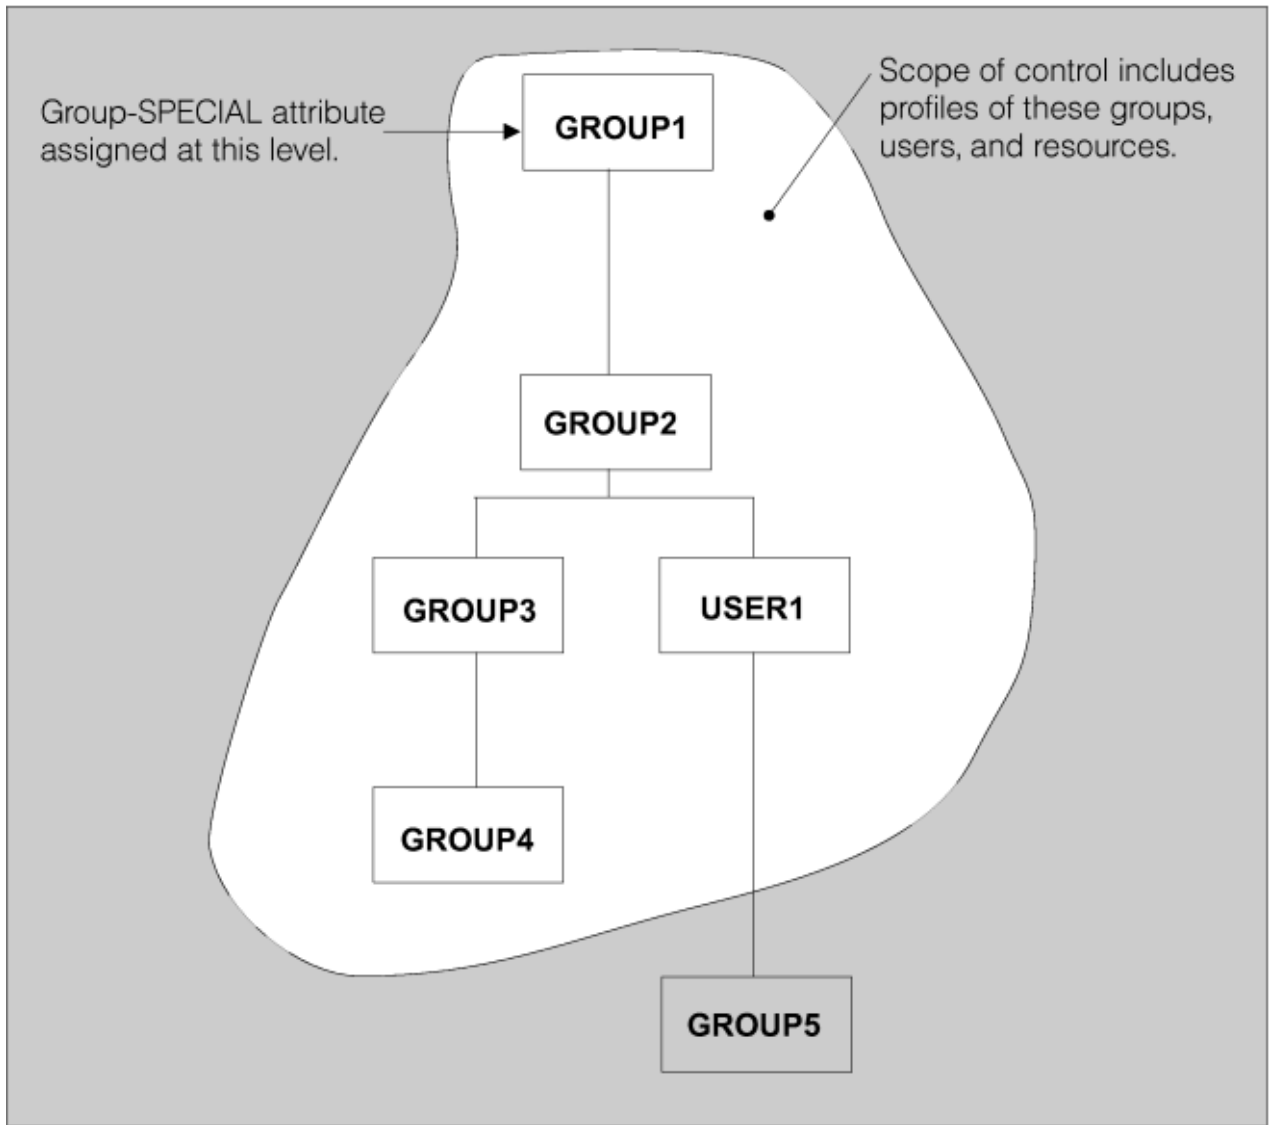 Group-SPECIAL attribute
assigned at this level.
GROUP1
Scope of control includes
profiles of these groups,
users, and resources.
GROUP2
GROUP3
USER1
GROUP4
GROUP5